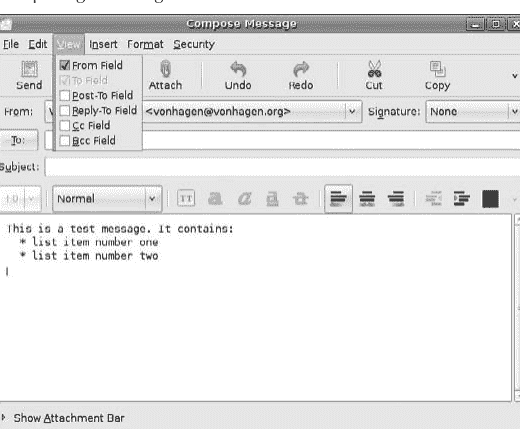 Compose Message
File Edit View Insert Format Security
From Field
To Field
Post-To Field
Reply-To Field
Cc Field
Bcc Field
Send Attach Undo Redo Cut Copy
From: <vonhagen@vonhagen.org> Signature: None
To:
Subject:
Normal
This is a test message. It contains:
* list item number one
* list item number two
Show Attachment Bar